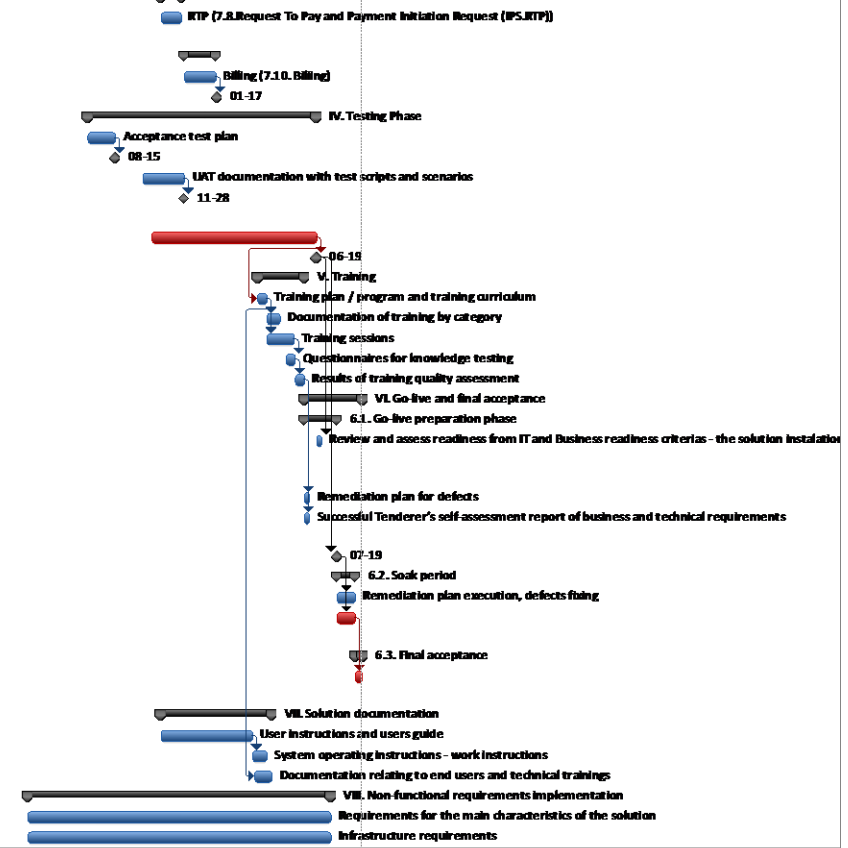 RTP (7.8.Request To Pay and Payment Initiation Request (IPS.RTP))
Billing (7.10. Billing)
01-17
IV. Testing Phase
Acceptance test plan
08-15
UAT documentation with test scripts and scenarios
11-28
06-19
V. Training
Training plan / program and training curriculum
Documentation of training by category
Training sessions
Questionnaires for knowledge testing
Results of training quality assessment
VI. Go-live and final acceptance
6.1. Go-live preparation phase
Review and assess readiness from IT and Business readiness criterias - the solution instalation
Remediation plan for defects
Successful Tenderer's self-assessment report of business and technical requirements
07-19
6.2. Soak period
Remediation plan execution, defects fixing
6.3. Final acceptance
VII. Solution documentation
User instructions and users guide
System operating instructions - work instructions
Documentation relating to end users and technical trainings
VIII. Non-functional requirements implementation
Requirements for the main characteristics of the solution
Infrastructure requirements